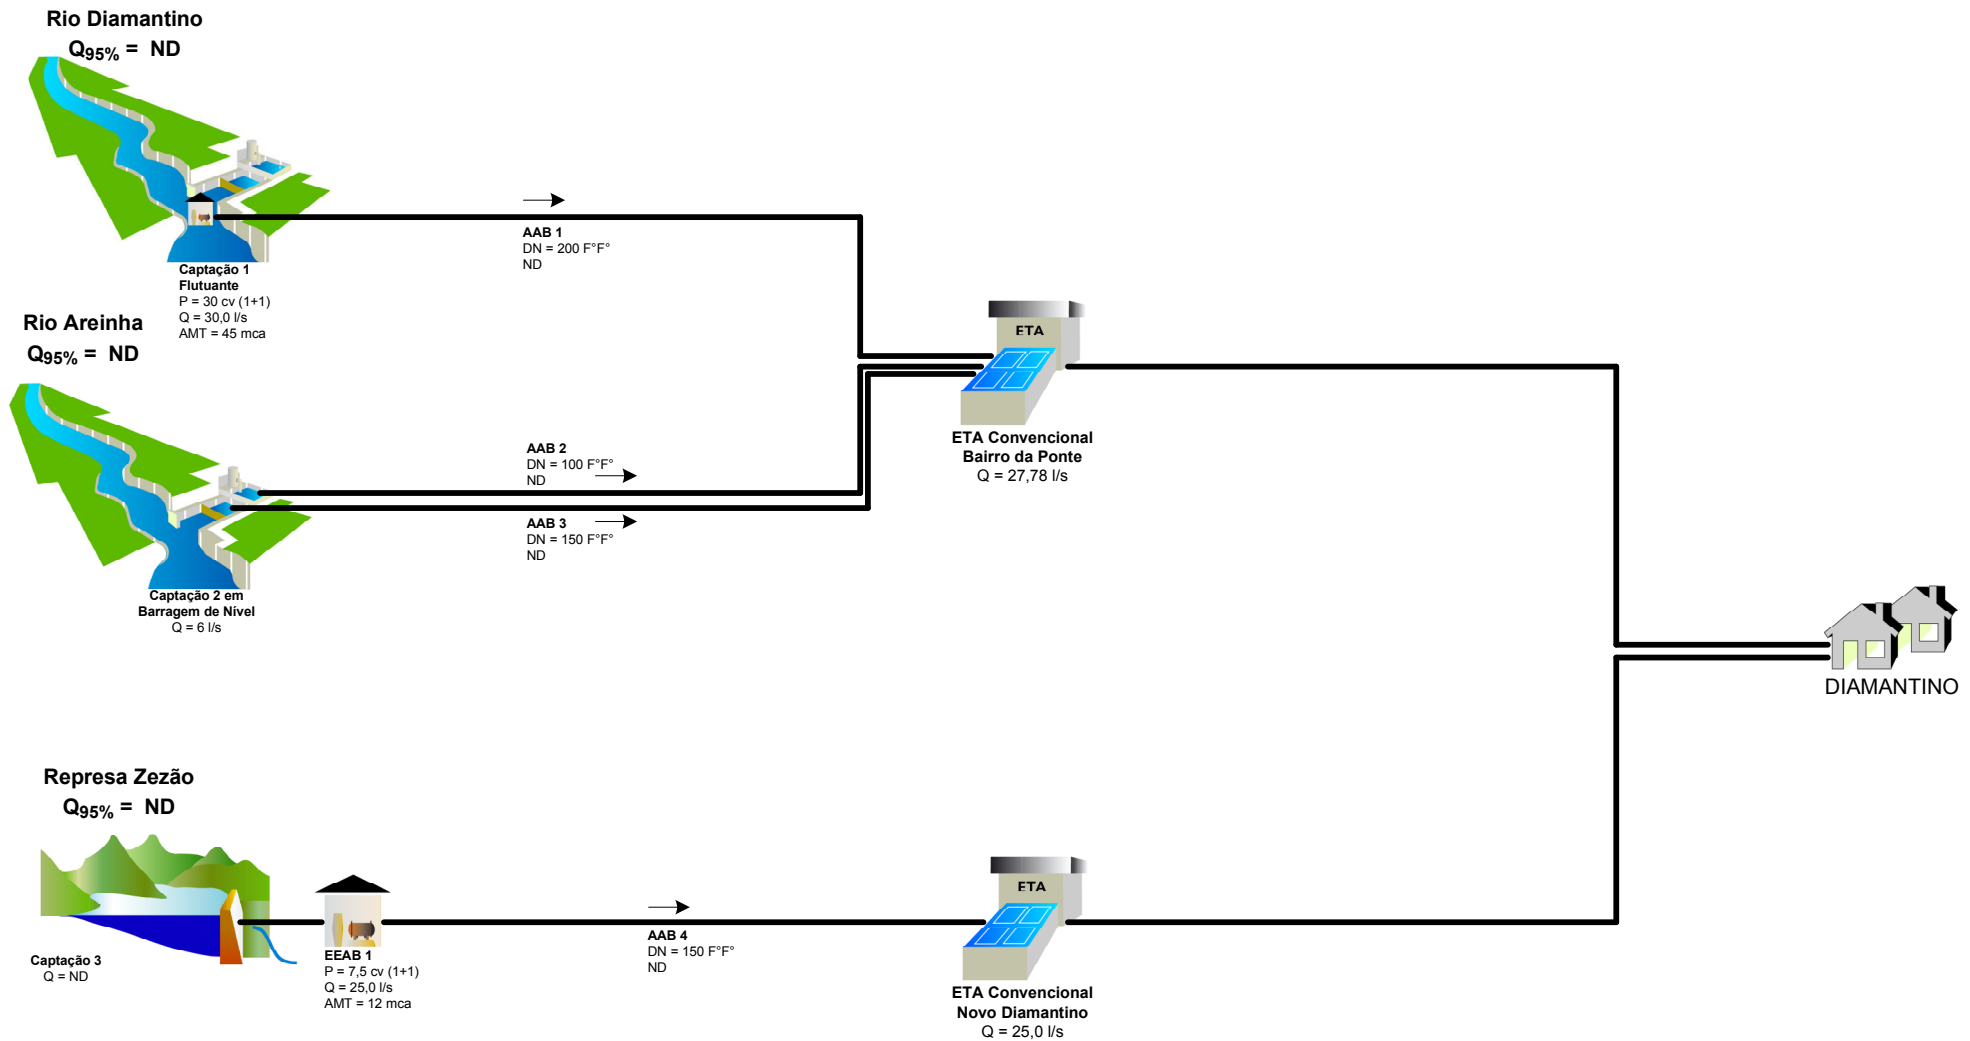 Rio Diamantino
Q95% = ND
Captação 1
Flutuante
P = 30 cv (1+1)
Q = 30,0 l/s
AMT = 45 mca
AAB 1
DN = 200 F°F°
ND
Rio Areinha
Q95% = ND
Captação 2 em
Barragem de Nível
Q = 6 l/s
AAB 2
DN = 100 F°F°
ND
AAB 3
DN = 150 F°F°
ND
ETA
ETA Convencional
Bairro da Ponte
Q = 27,78 l/s
DIAMANTINO
Represa Zezão
Q95% = ND
Captação 3
Q = ND
EEAB 1
P = 7,5 cv (1+1)
Q = 25,0 l/s
AMT = 12 mca
AAB 4
DN = 150 F°F°
ND
ETA
ETA Convencional
Novo Diamantino
Q = 25,0 l/s